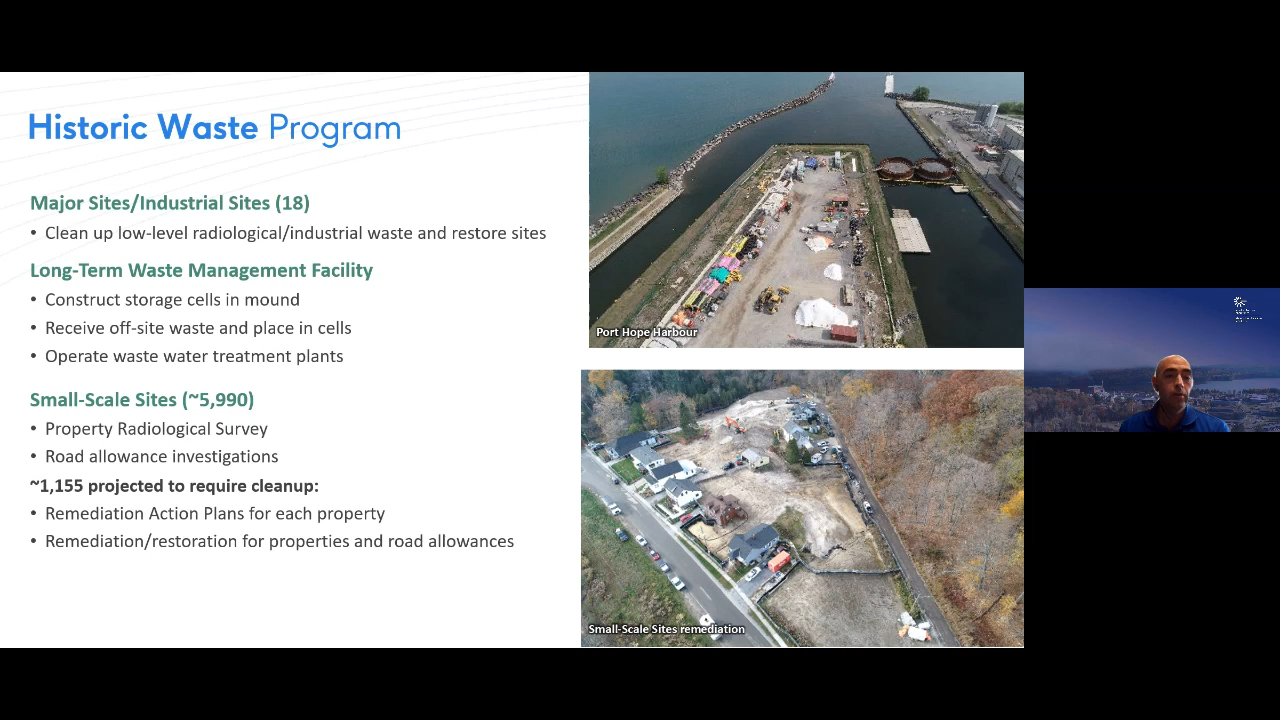 Historic Waste Program
Major Sites/Industrial Sites (18)
• Clean up low-level radiological/industrial waste and restore sites
Long-Term Waste Management Facility
• Construct storage cells in mound
• Receive off-site waste and place in cells
• Operate waste water treatment plants
Small-Scale Sites (~5,990)
• Property Radiological Survey
• Road allowance investigations
~1,155 projected to require cleanup:
• Remediation Action Plans for each property
• Remediation/restoration for properties and road allowances
Port Hope Harbour
Small-Scale Sites remediation